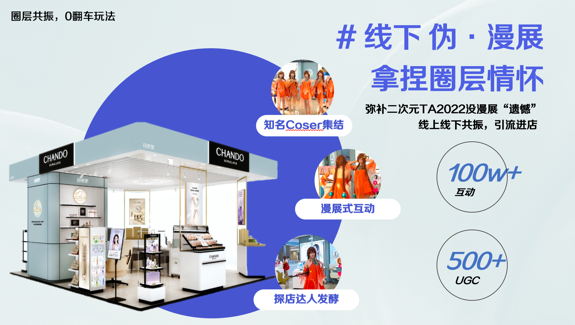 圈层共振，0翻车玩法
# 线下 伪·漫展
拿捏圈层情怀
弥补二次元TA2022没漫展“遗憾”
线上线下共振，引流进店
知名Coser集结
CHANDO
CHANDO
漫展式互动
100w+
互动
探店达人发酵
500+
UGC